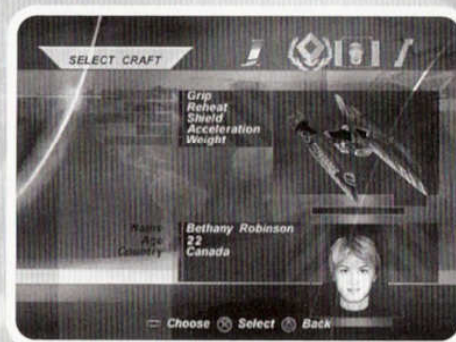 SELECT CRAFT
Grip
Reheat
Shield
Acceleration
Weight
Name Bethany Robinson
Age 22
Country Canada
Choose Select Back